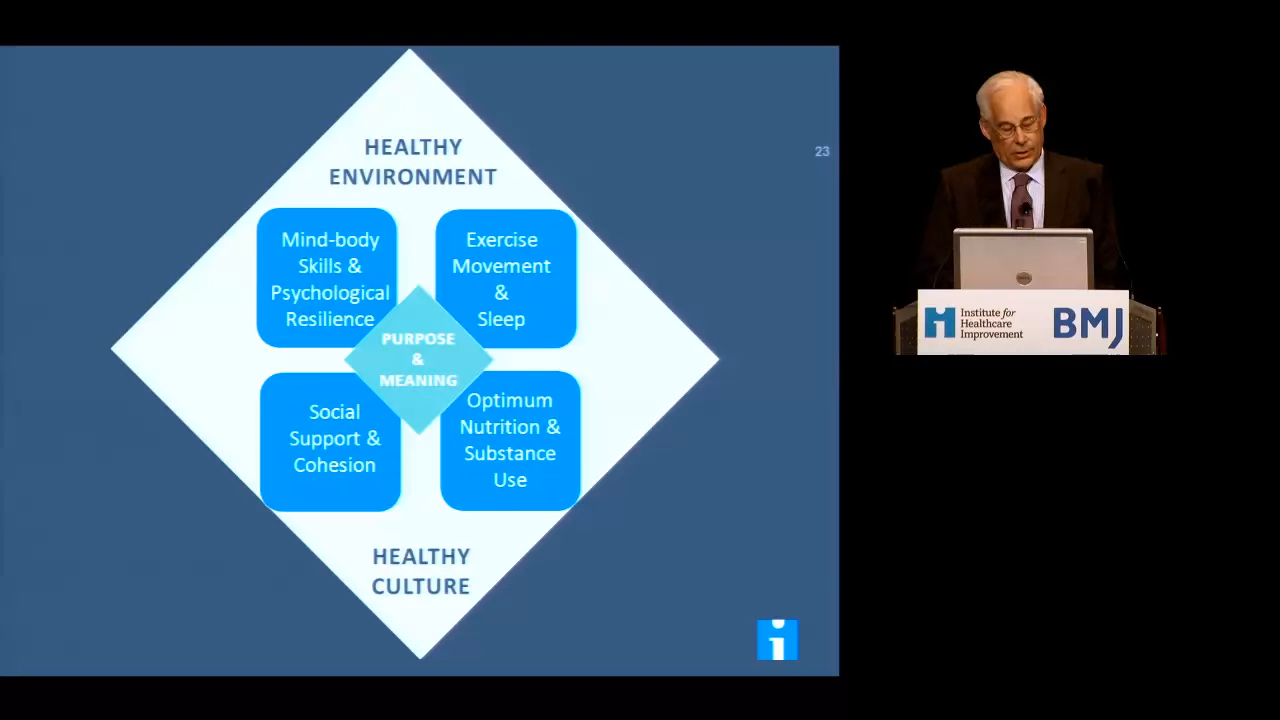 HEALTHY
ENVIRONMENT
23
Mind-body
Skills &
Psychological
Resilience
Exercise
Movement
&
Sleep
PURPOSE
&
MEANING
Social
Support &
Cohesion
Optimum
Nutrition &
Substance
Use
HEALTHY
CULTURE
i
DELL
H
Institute for
Healthcare
Improvement
BMJ